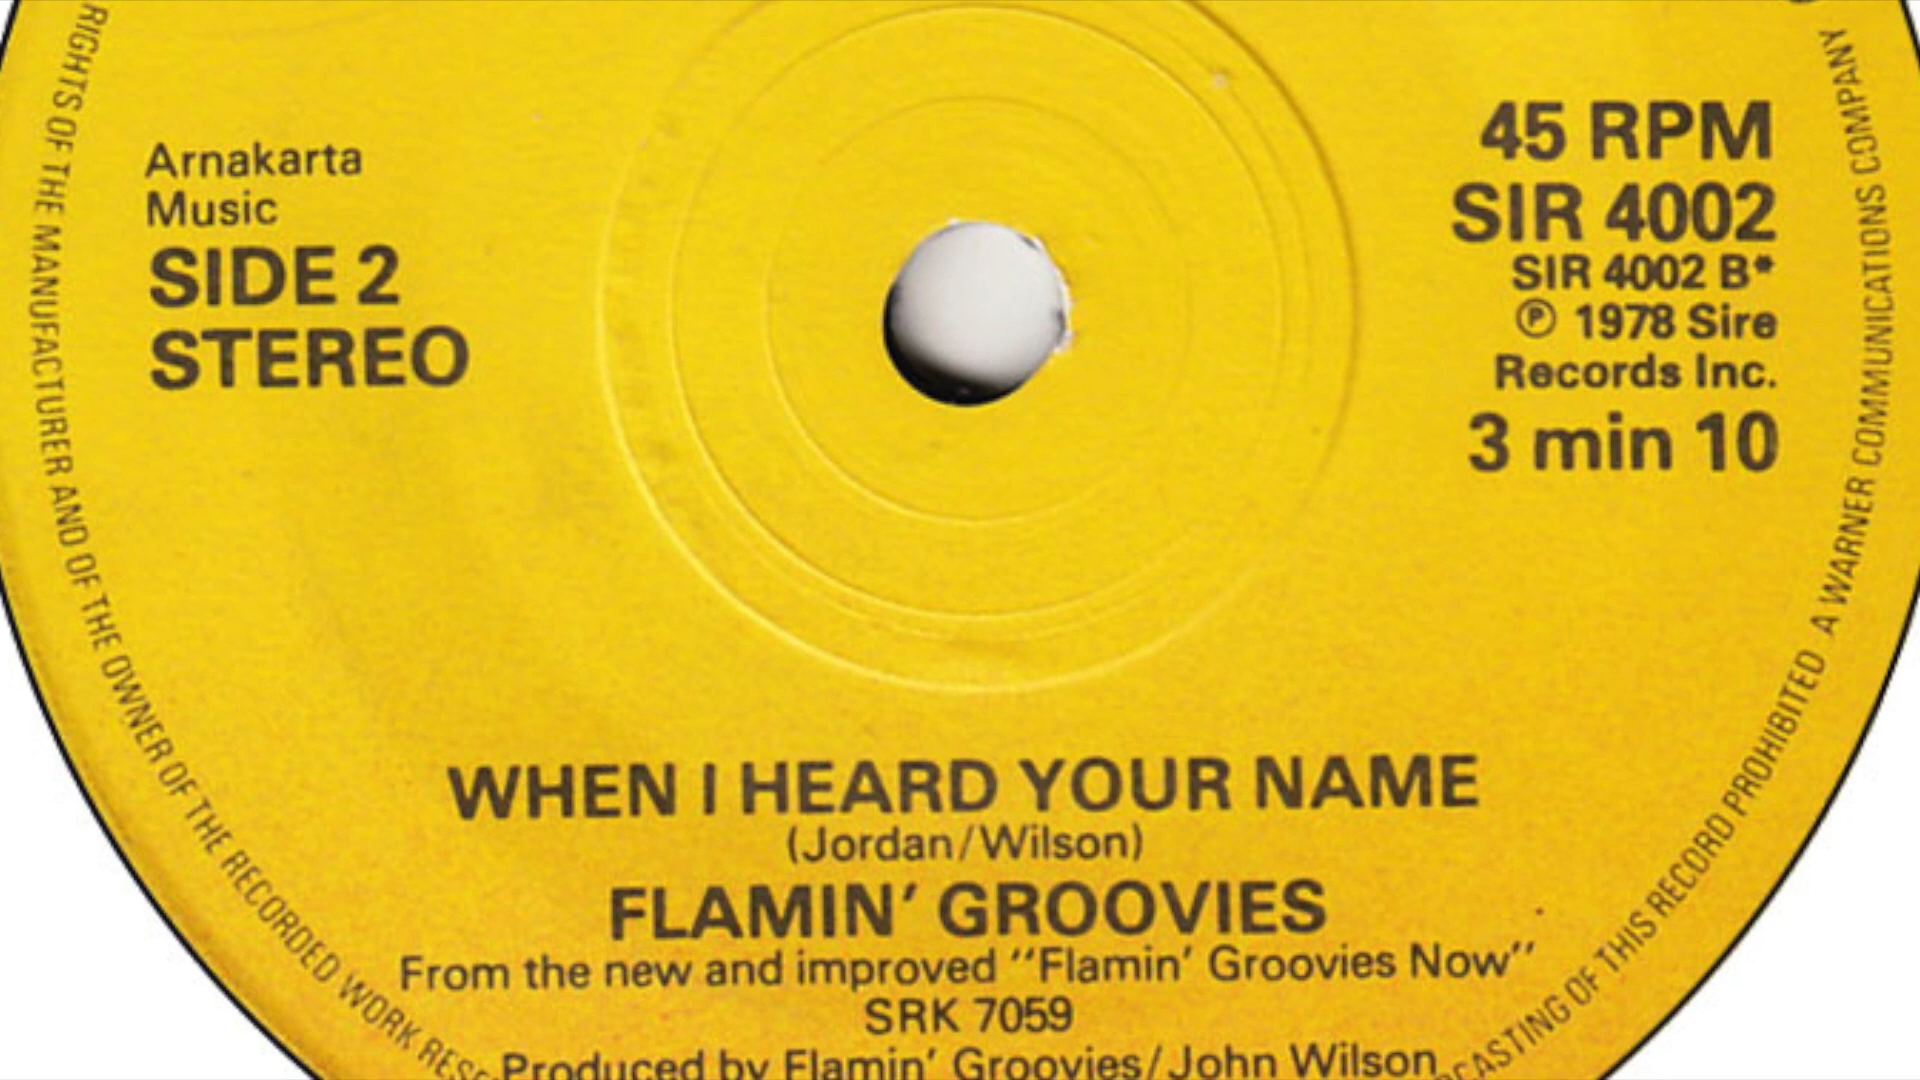 Arnakarta
Music
SIDE 2
STEREO
45 RPM
SIR 4002
SIR 4002 B*
Ⓟ 1978 Sire
Records Inc.
3 min 10
WHEN I HEARD YOUR NAME
(Jordan/Wilson)
FLAMIN' GROOVIES
From the new and improved "Flamin' Groovies Now"
SRK 7059
Produced by Flamin' Groovies/John Wilson
RIGHTS OF THE MANUFACTURER AND OF THE OWNER OF THE RECORDED WORK
OF THIS RECORD PROHIBITED A WARNER COMMUNICATIONS COMPANY